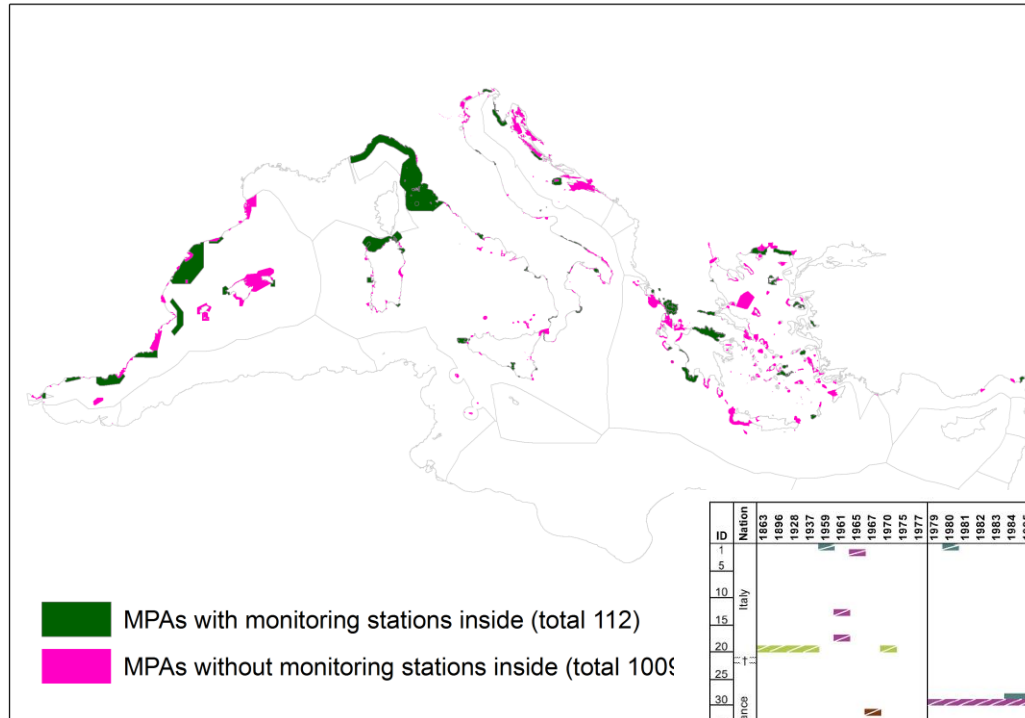 MPAs with monitoring stations inside (total 112)
MPAs without monitoring stations inside (total 1009
ID Nation 1863 1896 1928 1937 1959 1961 1965 1967 1970 1975 1977 1979 1980 1981 1982 1983 1984
1
5
10
Italy
15
20
†
25
30
ance